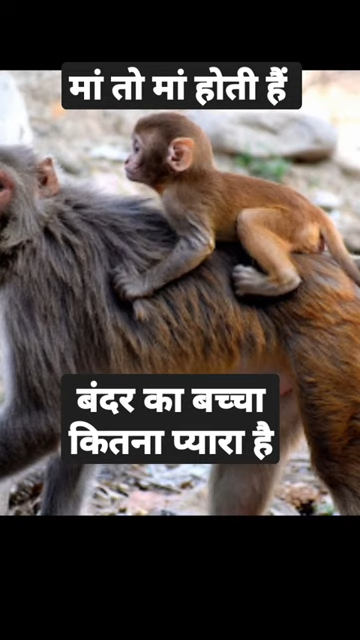 मां तो मां होती हैं
बंदर का बच्चा
कितना प्यारा है